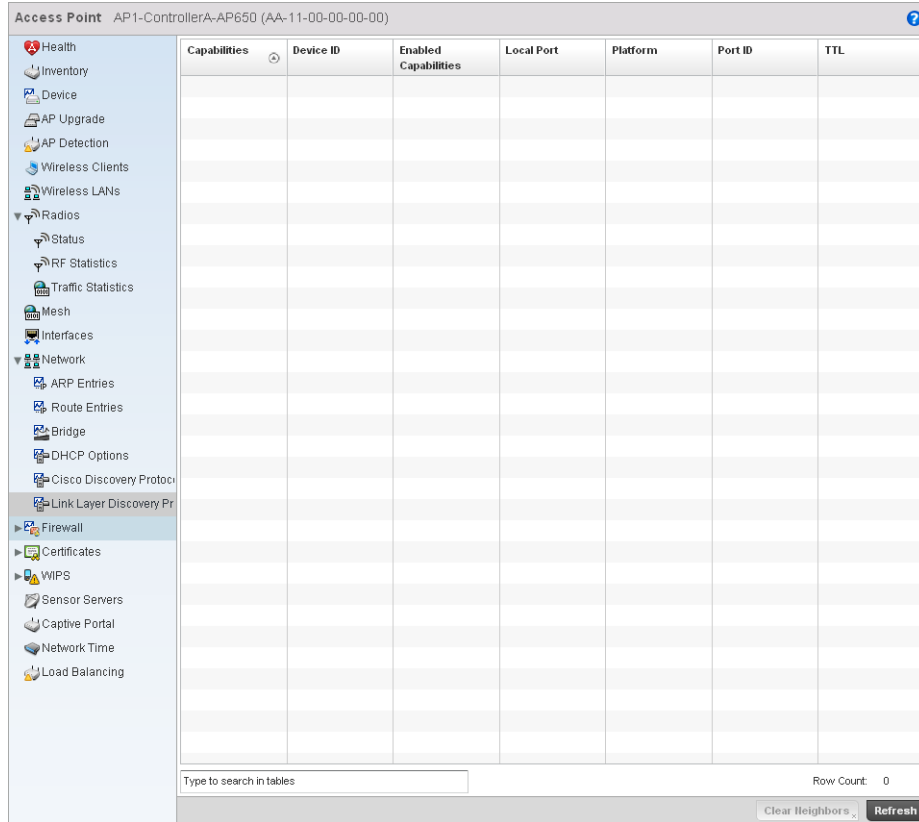 Access Point AP1-ControllerA-AP650 (AA-11-00-00-00-00)
?
Health
Inventory
Device
AP Upgrade
AP Detection
Wireless Clients
Wireless LANs
Radios
Status
RF Statistics
Traffic Statistics
Mesh
Interfaces
Network
ARP Entries
Route Entries
Bridge
DHCP Options
Cisco Discovery Protoc
Link Layer Discovery Pr
Firewall
Certificates
WIPS
Sensor Servers
Captive Portal
Network Time
Load Balancing
Capabilities Device ID Enabled Capabilities Local Port Platform Port ID TTL
Type to search in tables Row Count: 0
Clear Neighbors Refresh